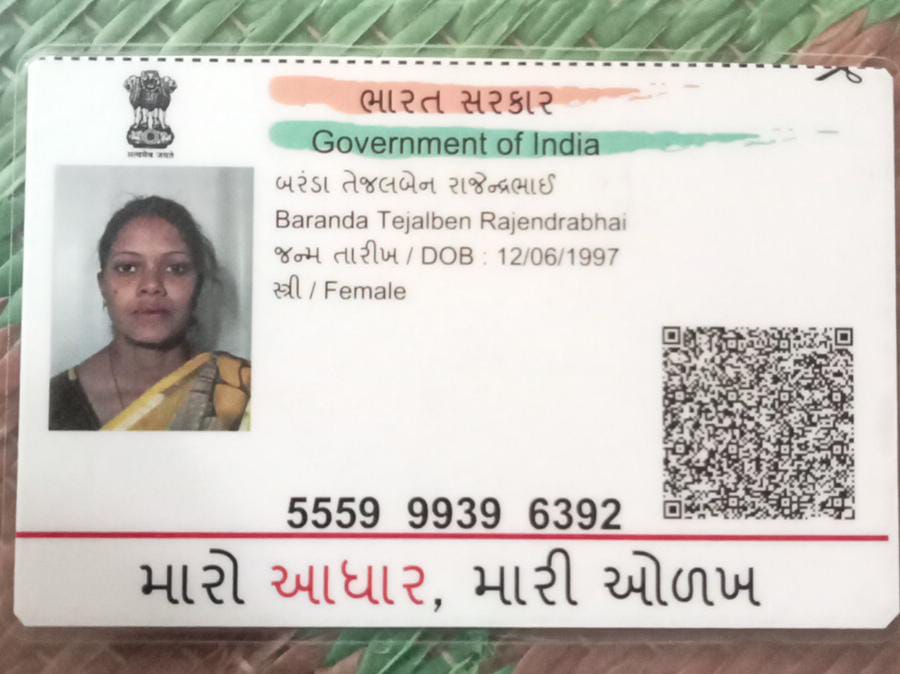 सत्यमेव जयते
ભારત સરકાર
Government of India
બરંડા તેજલબેન રાજેન્દ્રભાઈ
Baranda Tejalben Rajendrabhai
જન્મ તારીખ / DOB : 12/06/1997
સ્ત્રી / Female
5559 9939 6392
મારો આધાર, મારી ઓળખ